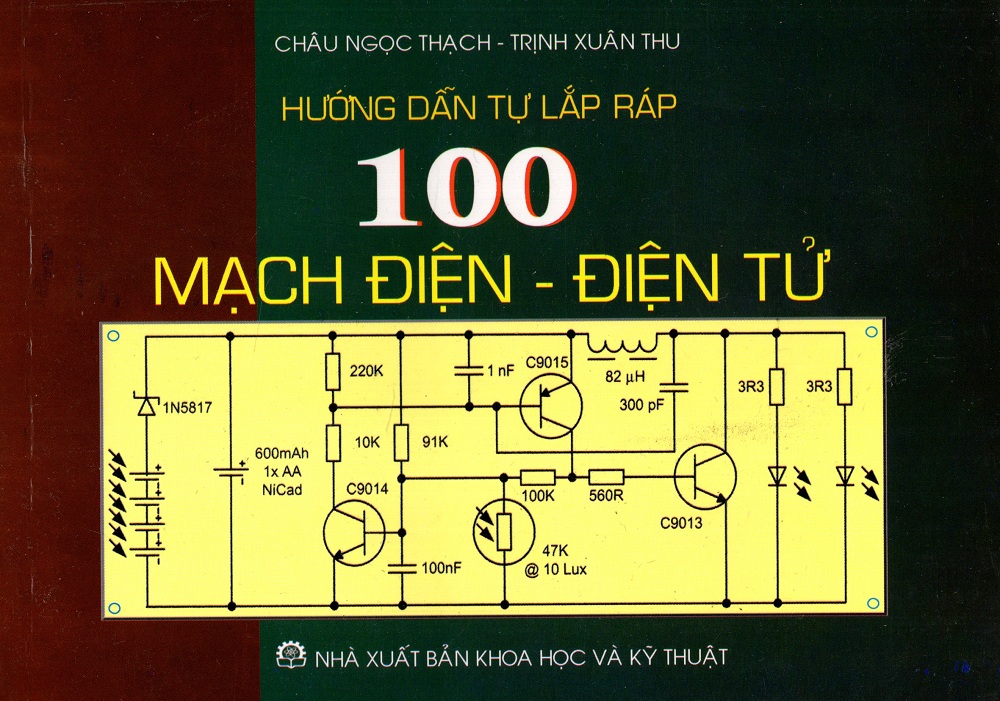 CHÂU NGỌC THẠCH - TRỊNH XUÂN THU
HƯỚNG DẪN TỰ LẮP RÁP
100
MẠCH ĐIỆN - ĐIỆN TỬ
1N5817
600mAh
1x AA
NiCad
220K
10K
91K
C9014
100nF
1 nF
C9015
82 µH
300 pF
100K
560R
47K
@ 10 Lux
C9013
3R3
3R3
NHÀ XUẤT BẢN KHOA HỌC VÀ KỸ THUẬT